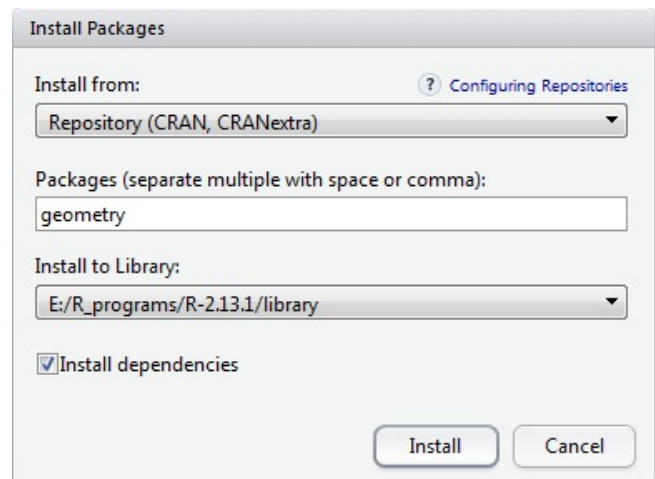 Install Packages
Install from:
? Configuring Repositories
Repository (CRAN, CRANextra)
Packages (separate multiple with space or comma):
geometry
Install to Library:
E:/R_programs/R-2.13.1/library
Install dependencies
Install
Cancel